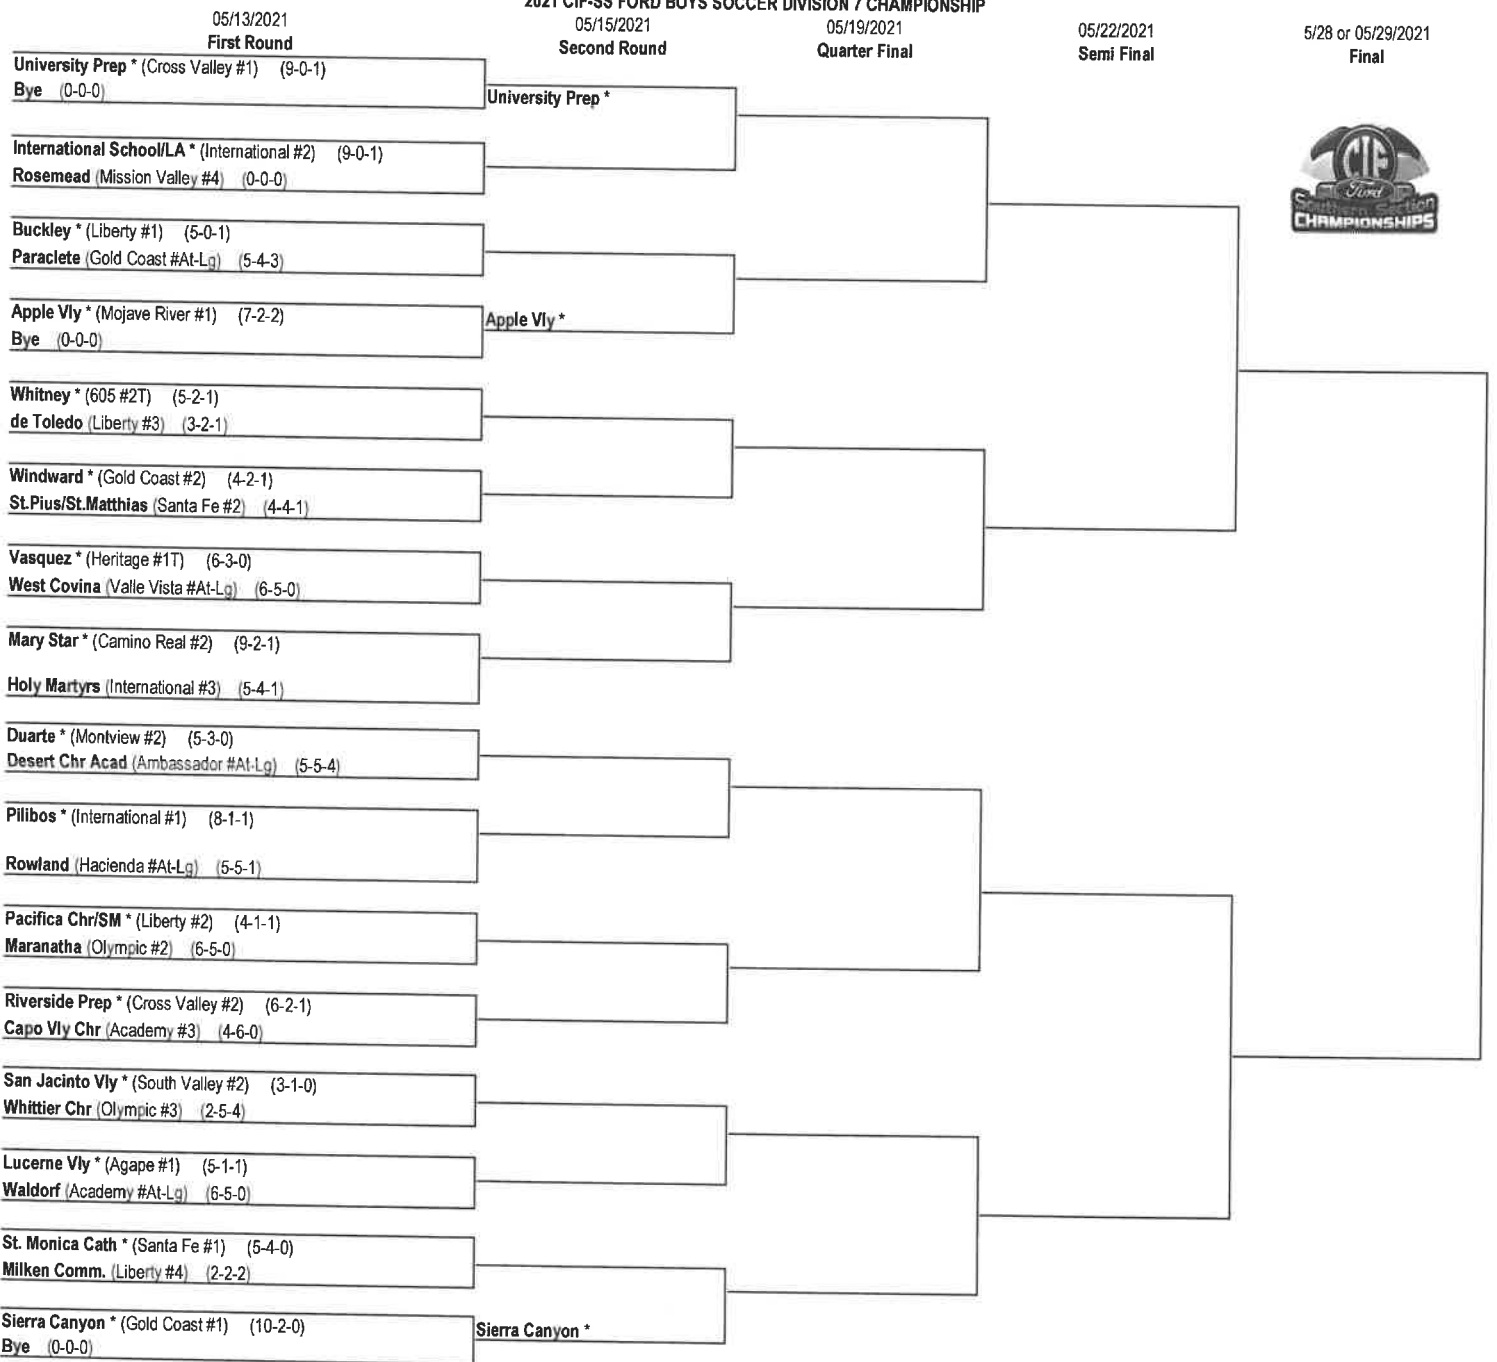 2021 CIF-SS FORD BOYS SOCCER DIVISION 7 CHAMPIONSHIP
05/13/2021
First Round
05/15/2021
Second Round
05/19/2021
Quarter Final
05/22/2021
Semi Final
5/28 or 05/29/2021
Final
CIF
Ford
Southern Section
CHAMPIONSHIPS
University Prep * (Cross Valley #1) (9-0-1)
Bye (0-0-0)
University Prep *
International School/LA * (International #2) (9-0-1)
Rosemead (Mission Valley #4) (0-0-0)
Buckley * (Liberty #1) (5-0-1)
Paraclete (Gold Coast #At-Lg) (5-4-3)
Apple Vly * (Mojave River #1) (7-2-2)
Bye (0-0-0)
Apple Vly *
Whitney * (605 #2T) (5-2-1)
de Toledo (Liberty #3) (3-2-1)
Windward * (Gold Coast #2) (4-2-1)
St.Pius/St.Matthias (Santa Fe #2) (4-4-1)
Vasquez * (Heritage #1T) (6-3-0)
West Covina (Valle Vista #At-Lg) (6-5-0)
Mary Star * (Camino Real #2) (9-2-1)
Holy Martyrs (International #3) (5-4-1)
Duarte * (Montview #2) (5-3-0)
Desert Chr Acad (Ambassador #At-Lg) (5-5-4)
Pilibos * (International #1) (8-1-1)
Rowland (Hacienda #At-Lg) (5-5-1)
Pacifica Chr/SM * (Liberty #2) (4-1-1)
Maranatha (Olympic #2) (6-5-0)
Riverside Prep * (Cross Valley #2) (6-2-1)
Capo Vly Chr (Academy #3) (4-6-0)
San Jacinto Vly * (South Valley #2) (3-1-0)
Whittier Chr (Olympic #3) (2-5-4)
Lucerne Vly * (Agape #1) (5-1-1)
Waldorf (Academy #At-Lg) (6-5-0)
St. Monica Cath * (Santa Fe #1) (5-4-0)
Milken Comm. (Liberty #4) (2-2-2)
Sierra Canyon * (Gold Coast #1) (10-2-0)
Bye (0-0-0)
Sierra Canyon *